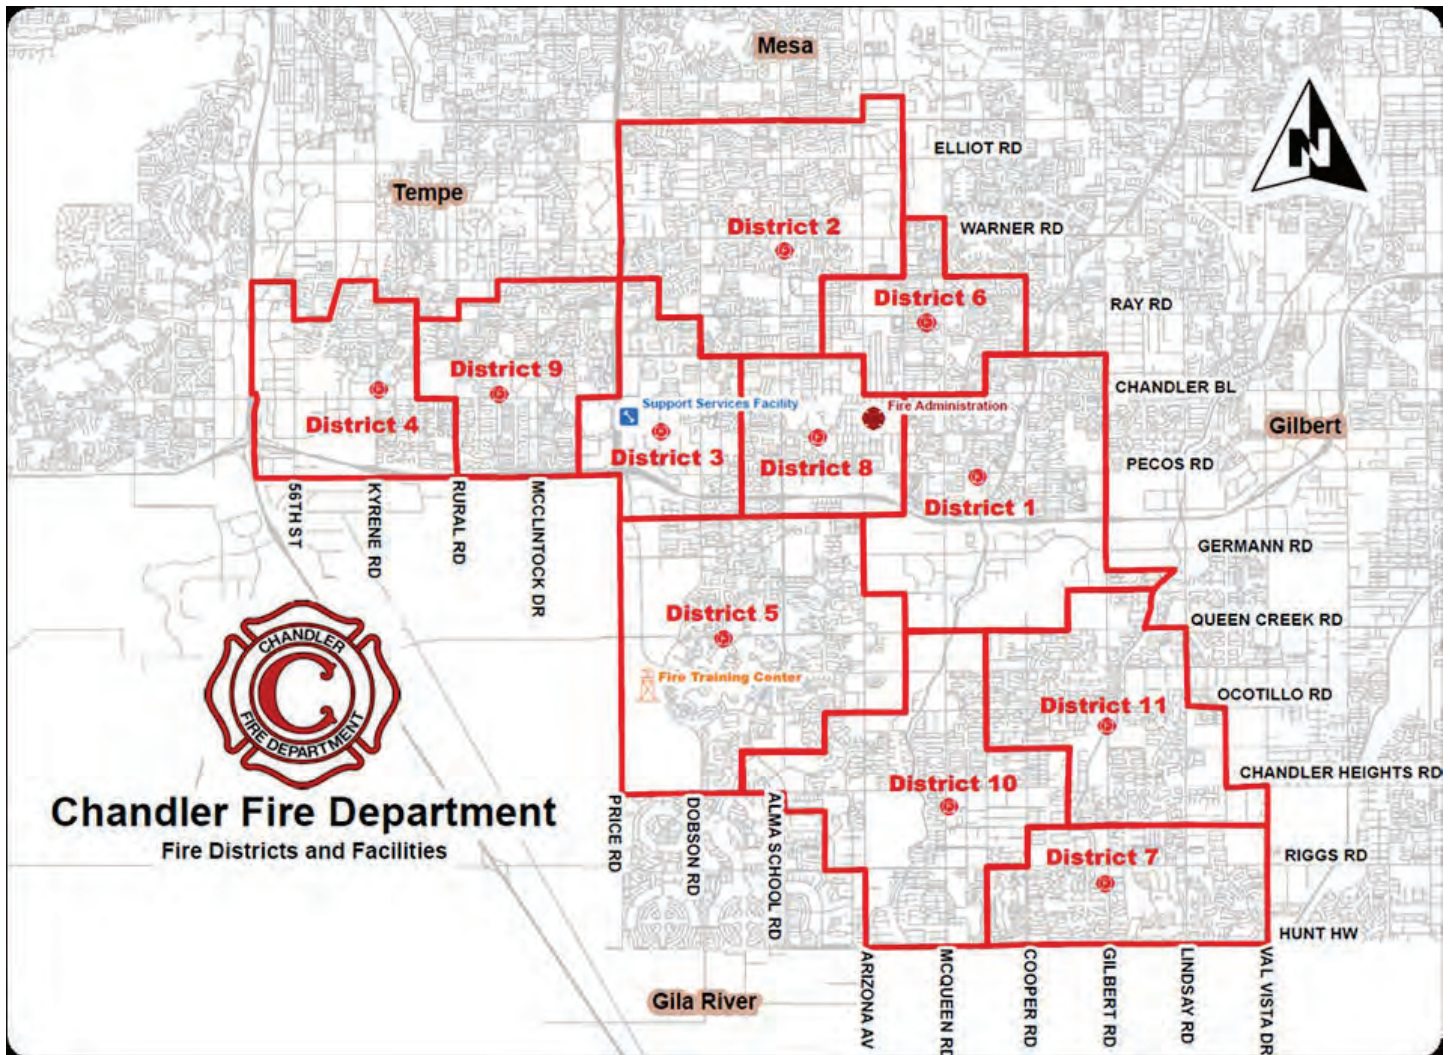 Mesa
N
ELLIOT RD
Tempe
District 2
WARNER RD
District 6
RAY RD
District 9
CHANDLER BL
Support Services Facility
Fire Administration
District 4
Gilbert
District 3
District 8
PECOS RD
District 1
56TH ST
KYRENE RD
RURAL RD
MCCLINTOCK DR
GERMANN RD
District 5
QUEEN CREEK RD
CHANDLER
C
FIRE DEPARTMENT
Fire Training Center
OCOTILLO RD
District 11
CHANDLER HEIGHTS RD
District 10
Chandler Fire Department
Fire Districts and Facilities
PRICE RD
DOBSON RD
ALMA SCHOOL RD
District 7
RIGGS RD
HUNT HW
Gila River
ARIZONA AV
MCQUEEN RD
COOPER RD
GILBERT RD
LINDSAY RD
VAL VISTA DR